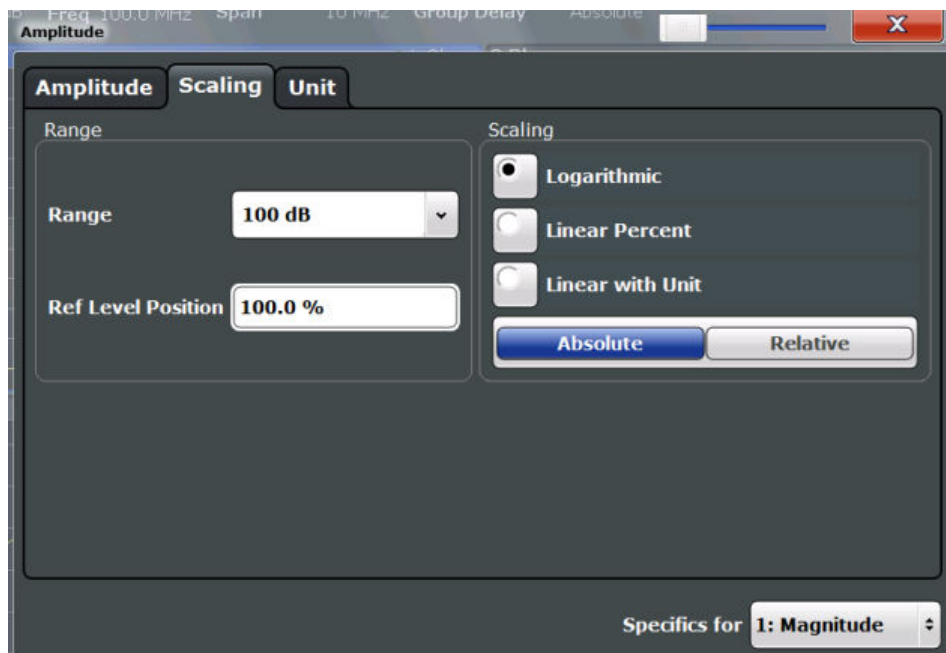 Freq 100.0 MHz Span 10 MHz Group Delay Absolute
Amplitude
X
Amplitude Scaling Unit
Range
Scaling
Range 100 dB
Ref Level Position 100.0 %
Logarithmic
Linear Percent
Linear with Unit
Absolute Relative
Specifics for 1: Magnitude